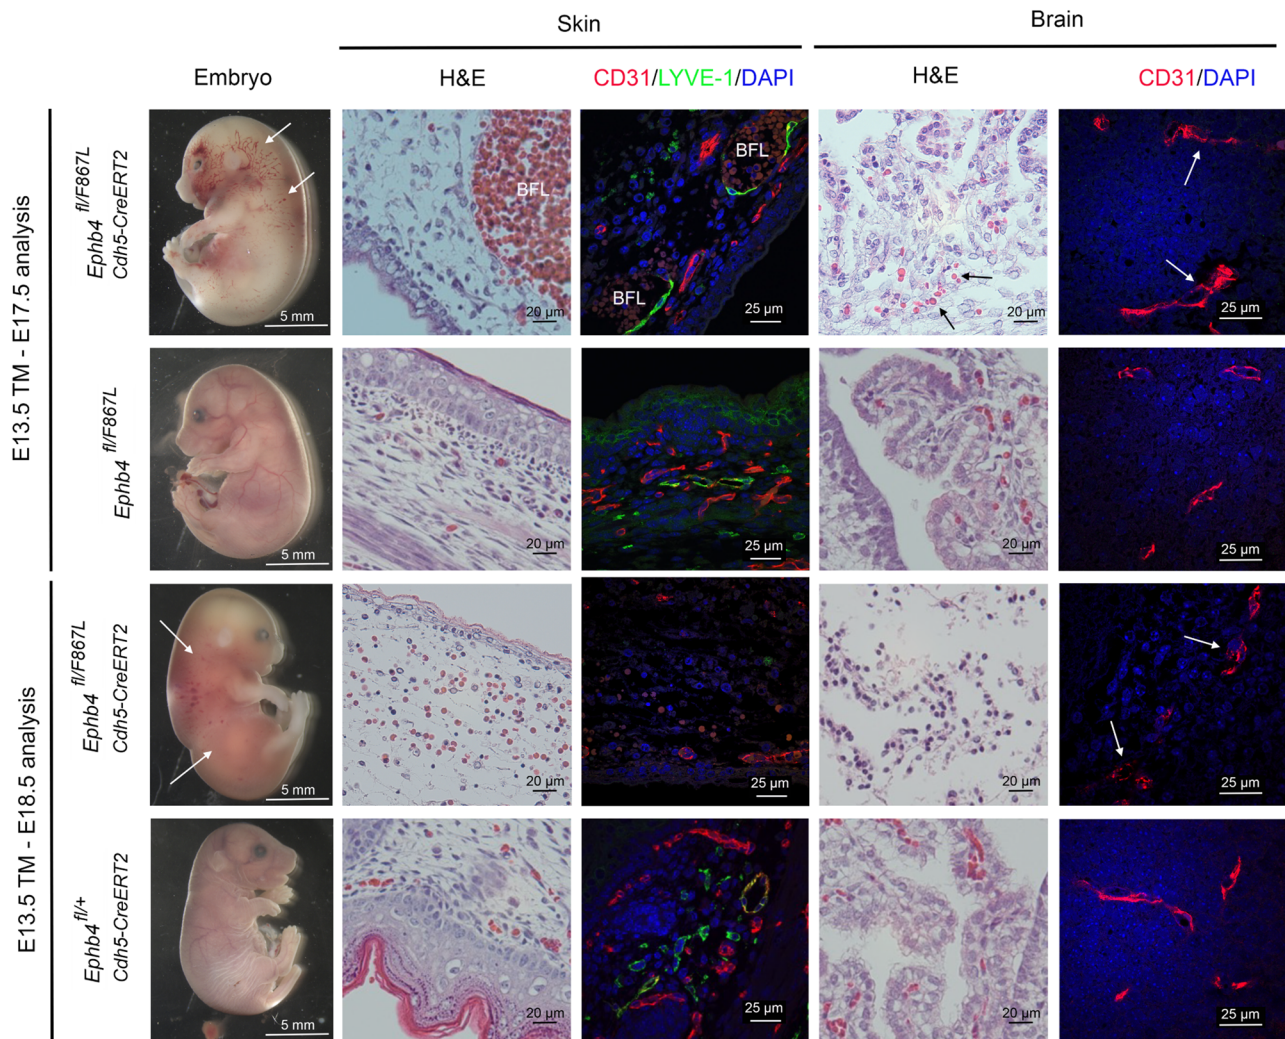 Skin
Brain
Embryo
H&E
CD31/LYVE-1/DAPI
H&E
CD31/DAPI
E13.5 TM - E17.5 analysis
Ephb4 fl/F867L
Cdh5-CreERT2
5 mm
BFL
20 µm
BFL
BFL
25 µm
20 µm
25 µm
Ephb4 fl/F867L
5 mm
20 µm
25 µm
20 µm
25 µm
E13.5 TM - E18.5 analysis
Ephb4 fl/F867L
Cdh5-CreERT2
5 mm
20 µm
25 µm
20 µm
25 µm
Ephb4 fl/+
Cdh5-CreERT2
5 mm
20 µm
25 µm
20 µm
25 µm